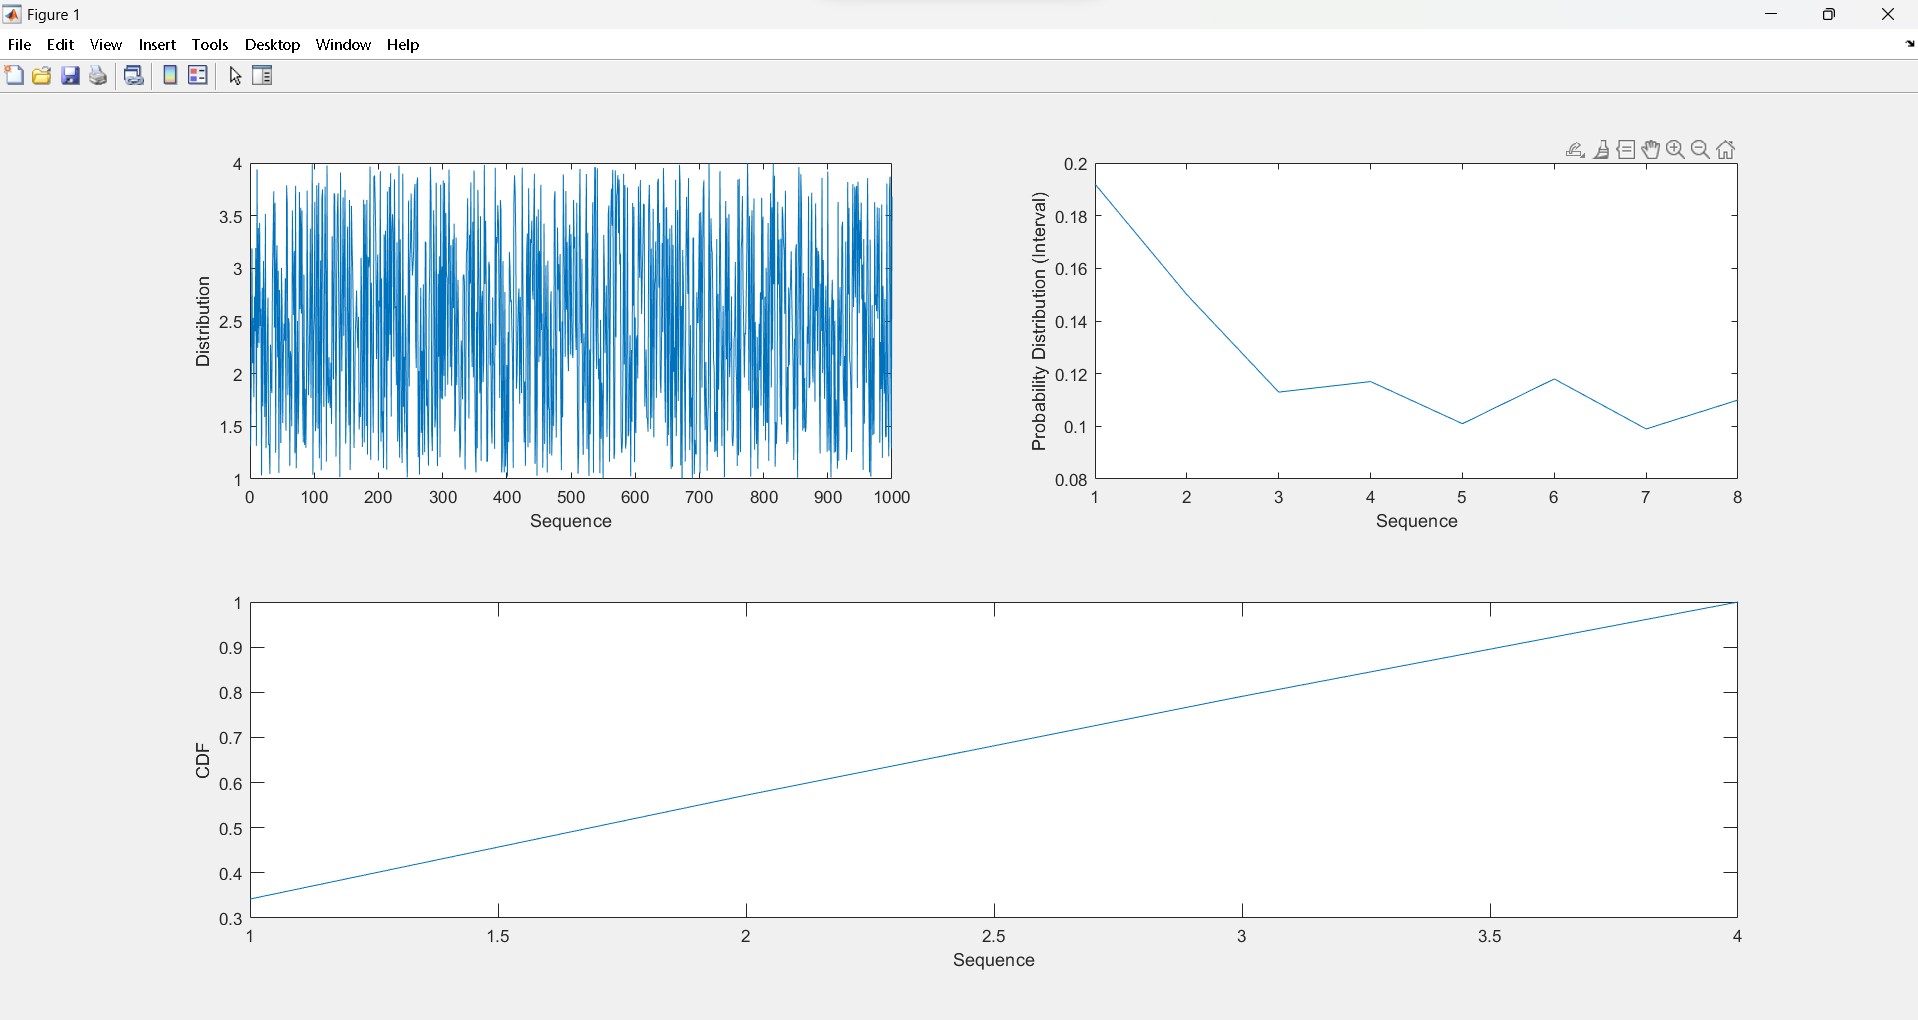 Figure 1
File Edit View Insert Tools Desktop Window Help
4
3.5
3
2.5
2
1.5
1
Distribution
0 100 200 300 400 500 600 700 800 900 1000
Sequence
0.2
0.18
0.16
0.14
0.12
0.1
0.08
Probability Distribution (Interval)
1 2 3 4 5 6 7 8
Sequence
1
0.9
0.8
0.7
0.6
0.5
0.4
0.3
CDF
1 1.5 2 2.5 3 3.5 4
Sequence